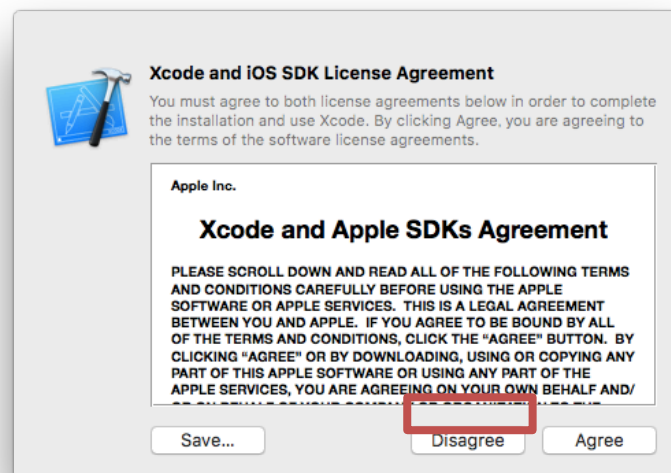 Xcode and iOS SDK License Agreement
You must agree to both license agreements below in order to complete
the installation and use Xcode. By clicking Agree, you are agreeing to
the terms of the software license agreements.
Apple Inc.
Xcode and Apple SDKs Agreement
PLEASE SCROLL DOWN AND READ ALL OF THE FOLLOWING TERMS
AND CONDITIONS CAREFULLY BEFORE USING THE APPLE
SOFTWARE OR APPLE SERVICES.  THIS IS A LEGAL AGREEMENT
BETWEEN YOU AND APPLE.  IF YOU AGREE TO BE BOUND BY ALL
OF THE TERMS AND CONDITIONS, CLICK THE “AGREE” BUTTON.  BY
CLICKING “AGREE” OR BY DOWNLOADING, USING OR COPYING ANY
PART OF THIS APPLE SOFTWARE OR USING ANY PART OF THE
APPLE SERVICES, YOU ARE AGREEING ON YOUR OWN BEHALF AND/
Save... Disagree Agree